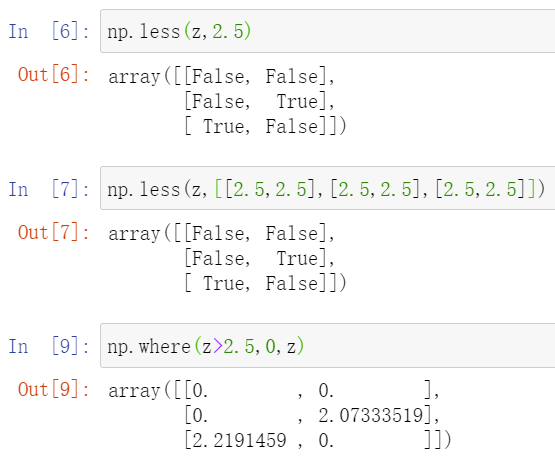 In [6]: np.less(z,2.5)
Out[6]: array([[False, False],
[False,  True],
[ True, False]])
In [7]: np.less(z,[[2.5,2.5],[2.5,2.5],[2.5,2.5]])
Out[7]: array([[False, False],
[False,  True],
[ True, False]])
In [9]: np.where(z>2.5,0,z)
Out[9]: array([[0.        , 0.        ],
[0.        , 2.07333519],
[2.2191459 , 0.        ]])